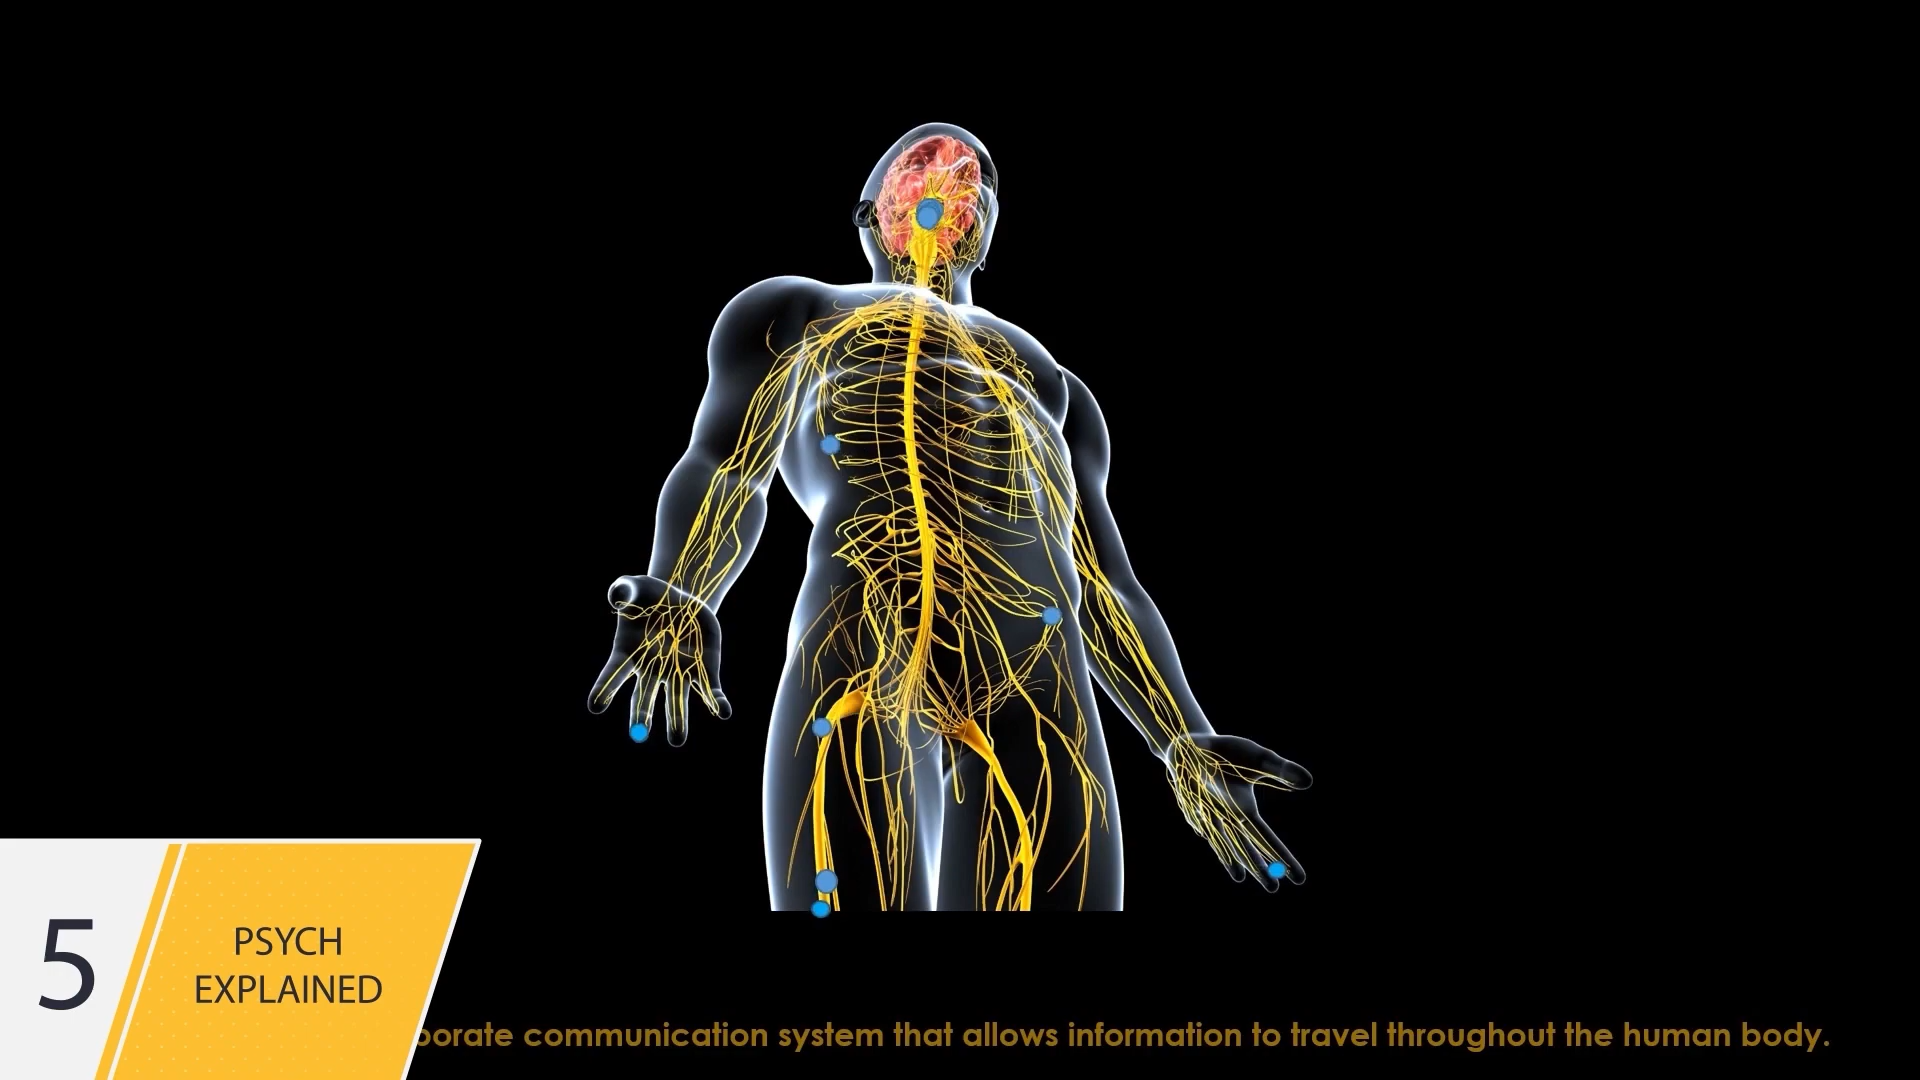 5
PSYCH
EXPLAINED
communication system that allows information to travel throughout the human body.